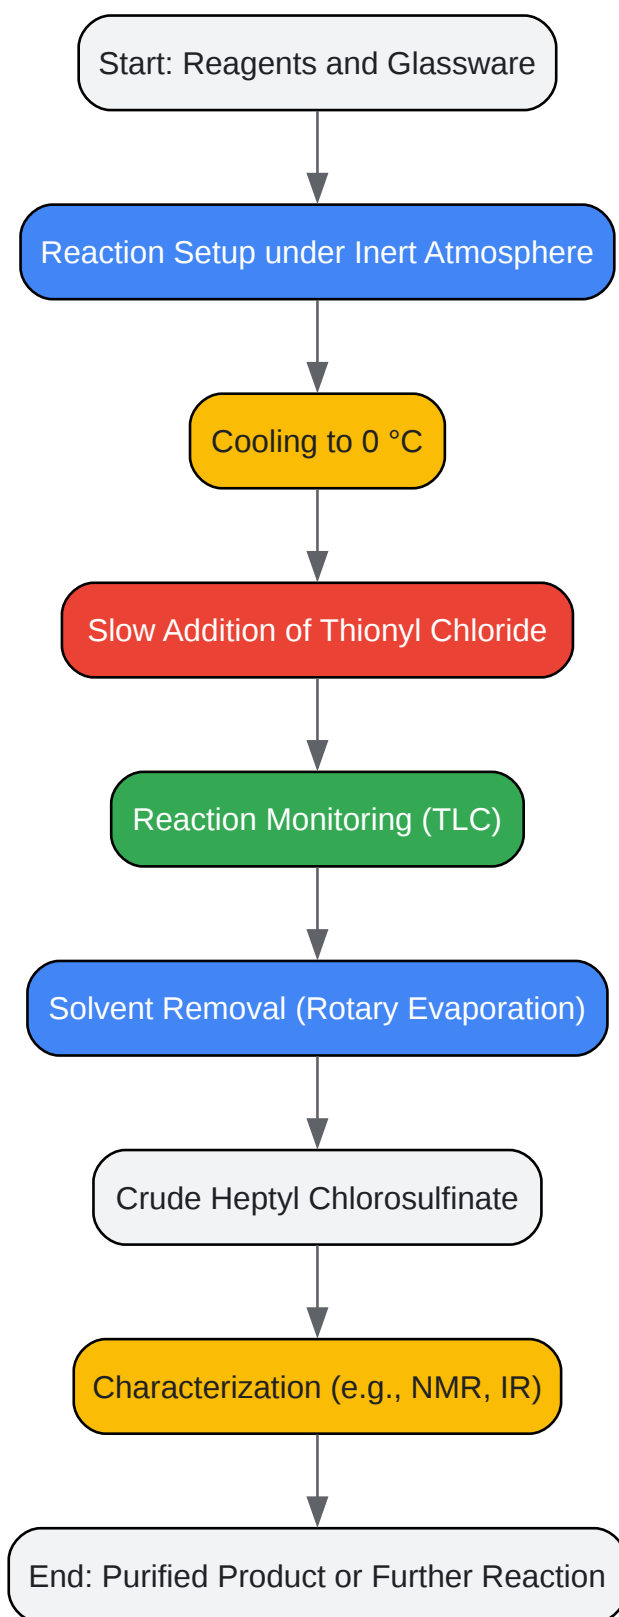 Start: Reagents and Glassware
Reaction Setup under Inert Atmosphere
Cooling to 0 °C
Slow Addition of Thionyl Chloride
Reaction Monitoring (TLC)
Solvent Removal (Rotary Evaporation)
Crude Heptyl Chlorosulfinate
Characterization (e.g., NMR, IR)
End: Purified Product or Further Reaction